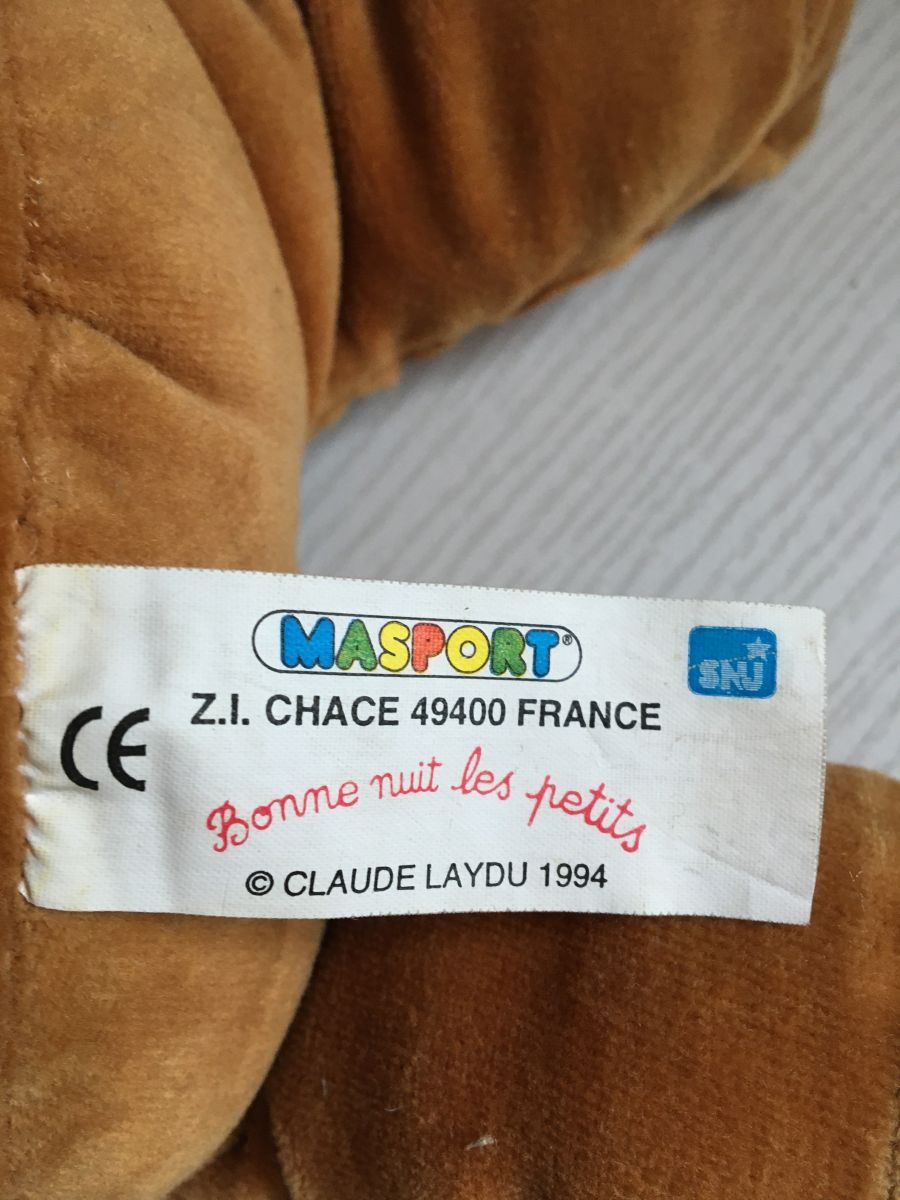 MASPORT®
SNJ
Z.I. CHACE 49400 FRANCE
CE
Bonne nuit les petits
© CLAUDE LAYDU 1994